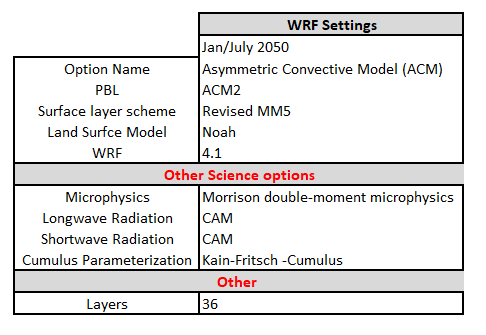 WRF Settings
Jan/July 2050
Option Name Asymmetric Convective Model (ACM)
PBL ACM2
Surface layer scheme Revised MM5
Land Surfce Model Noah
WRF 4.1
Other Science options
Microphysics Morrison double-moment microphysics
Longwave Radiation CAM
Shortwave Radiation CAM
Cumulus Parameterization Kain-Fritsch -Cumulus
Other
Layers 36